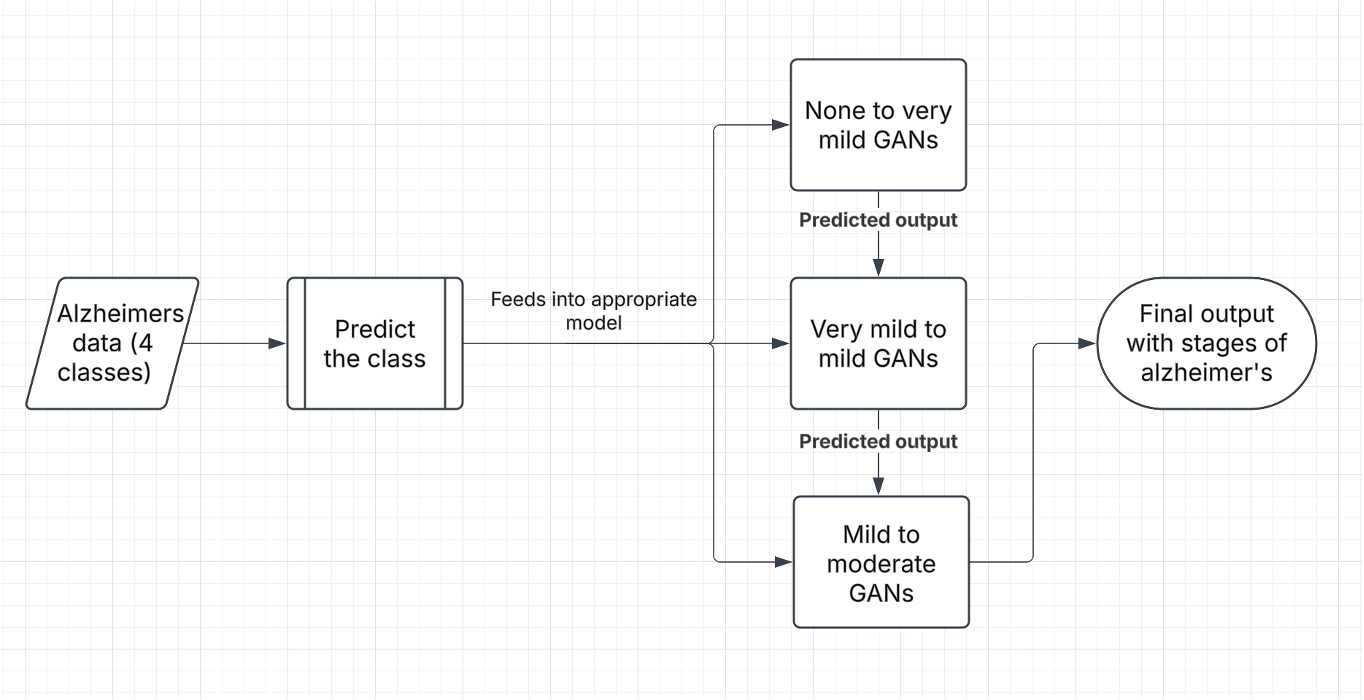 Alzheimers
data (4
classes)
Predict
the class
Feeds into appropriate
model
None to very
mild GANs
Predicted output
Very mild to
mild GANs
Predicted output
Mild to
moderate
GANs
Final output
with stages of
alzheimer's